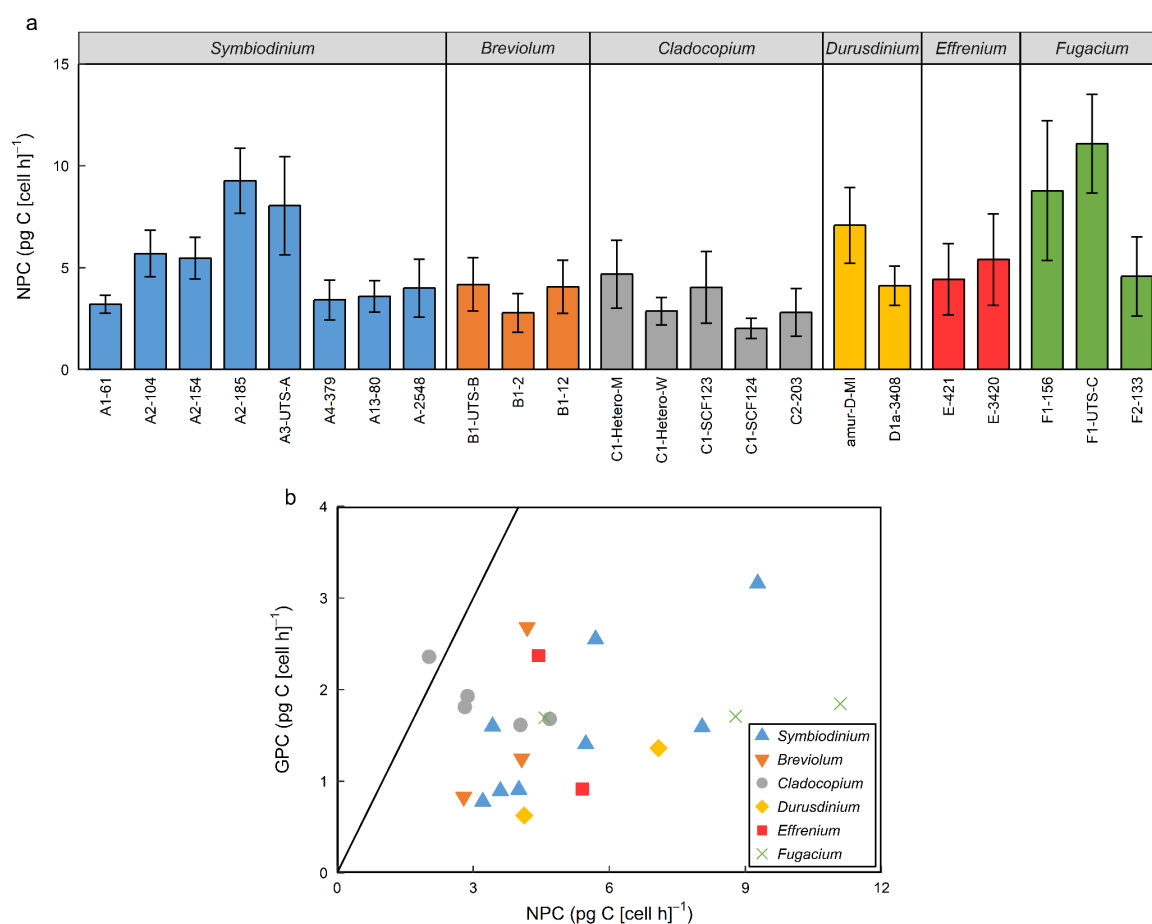 a
Symbiodinium Breviolum Cladocopium Durusdinium Effrenium Fugacium
NPC (pg C [cell h]⁻¹)
15
10
5
0
A1-61 A2-104 A2-154 A2-185 A3-UTS-A A4-379 A13-80 A-2548 B1-UTS-B B1-2 B1-12 C1-Hetero-M C1-Hetero-W C1-SCF123 C1-SCF124 C2-203 amur-D-MI D1a-3408 E-421 E-3420 F1-156 F1-UTS-C F2-133
b
GPC (pg C [cell h]⁻¹)
4
3
2
1
0
Symbiodinium
Breviolum
Cladocopium
Durusdinium
Effrenium
Fugacium
0 3 6 9 12
NPC (pg C [cell h]⁻¹)